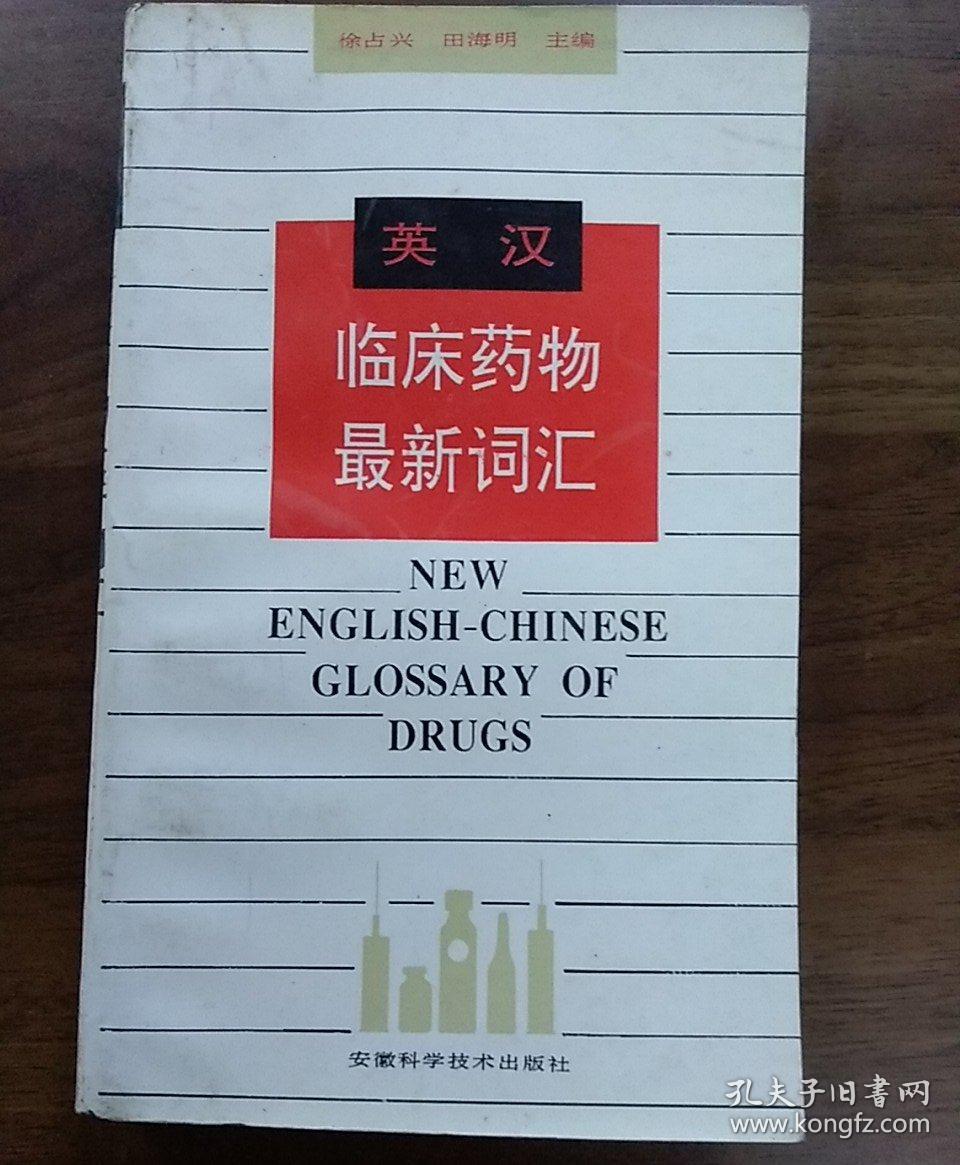 徐占兴 田海明 主编
英 汉
临床药物
最新词汇
NEW
ENGLISH-CHINESE
GLOSSARY OF
DRUGS
安徽科学技术出版社
孔夫子旧书网
www.kongfz.com